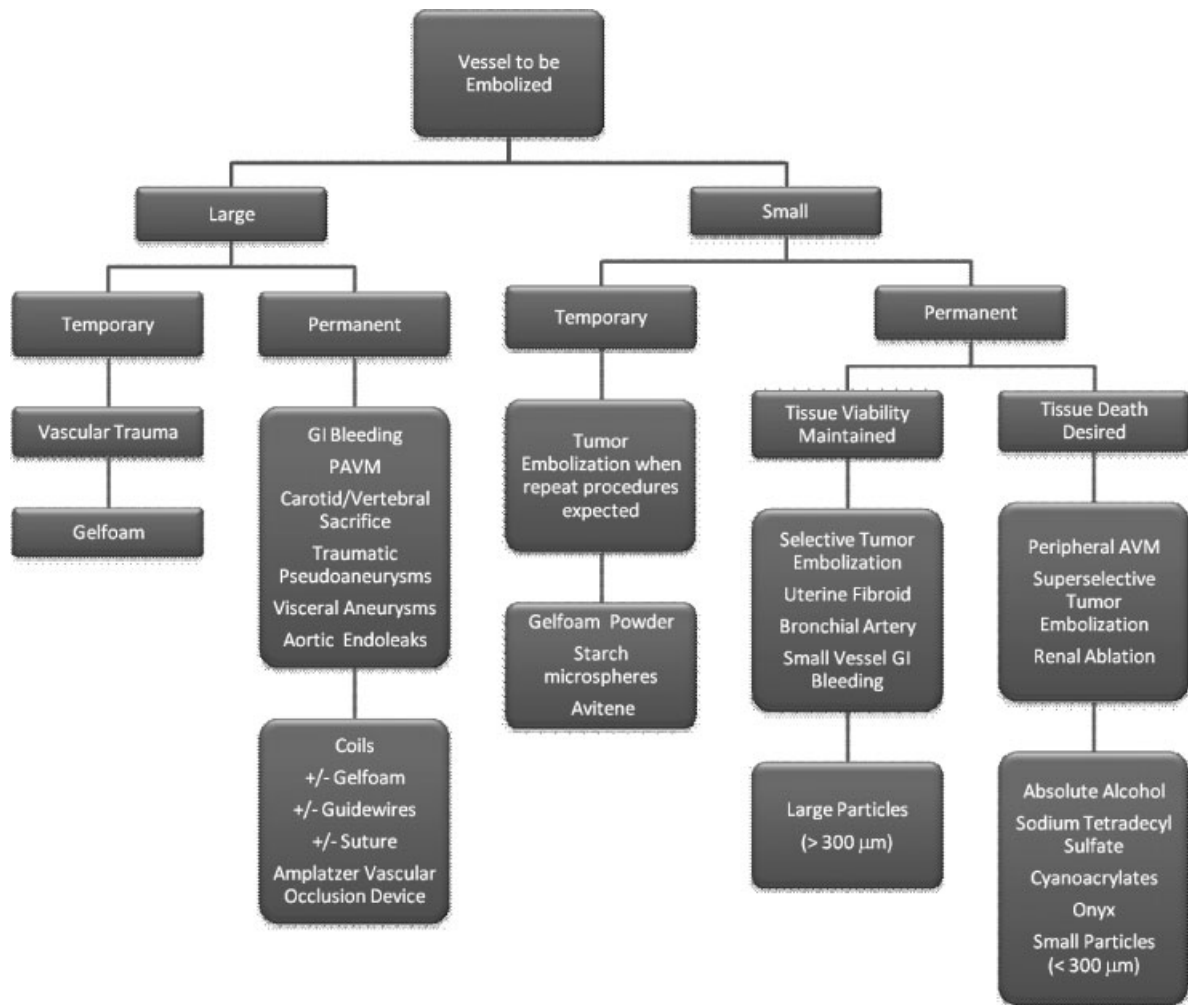 Vessel to be
Embolized
Large
Small
Temporary
Permanent
Temporary
Permanent
Vascular Trauma
Gelfoam
GI Bleeding
PAVM
Carotid/Vertebral
Sacrifice
Traumatic
Pseudoaneurysms
Visceral Aneurysms
Aortic Endoleaks
Coils
+/- Gelfoam
+/- Guidewires
+/- Suture
Amplatzer Vascular
Occlusion Device
Tumor
Embolization when
repeat procedures
expected
Gelfoam Powder
Starch
microspheres
Avitene
Tissue Viability
Maintained
Selective Tumor
Embolization
Uterine Fibroid
Bronchial Artery
Small Vessel GI
Bleeding
Large Particles
(> 300 μm)
Tissue Death
Desired
Peripheral AVM
Superselective
Tumor
Embolization
Renal Ablation
Absolute Alcohol
Sodium Tetradecyl
Sulfate
Cyanoacrylates
Onyx
Small Particles
(< 300 μm)